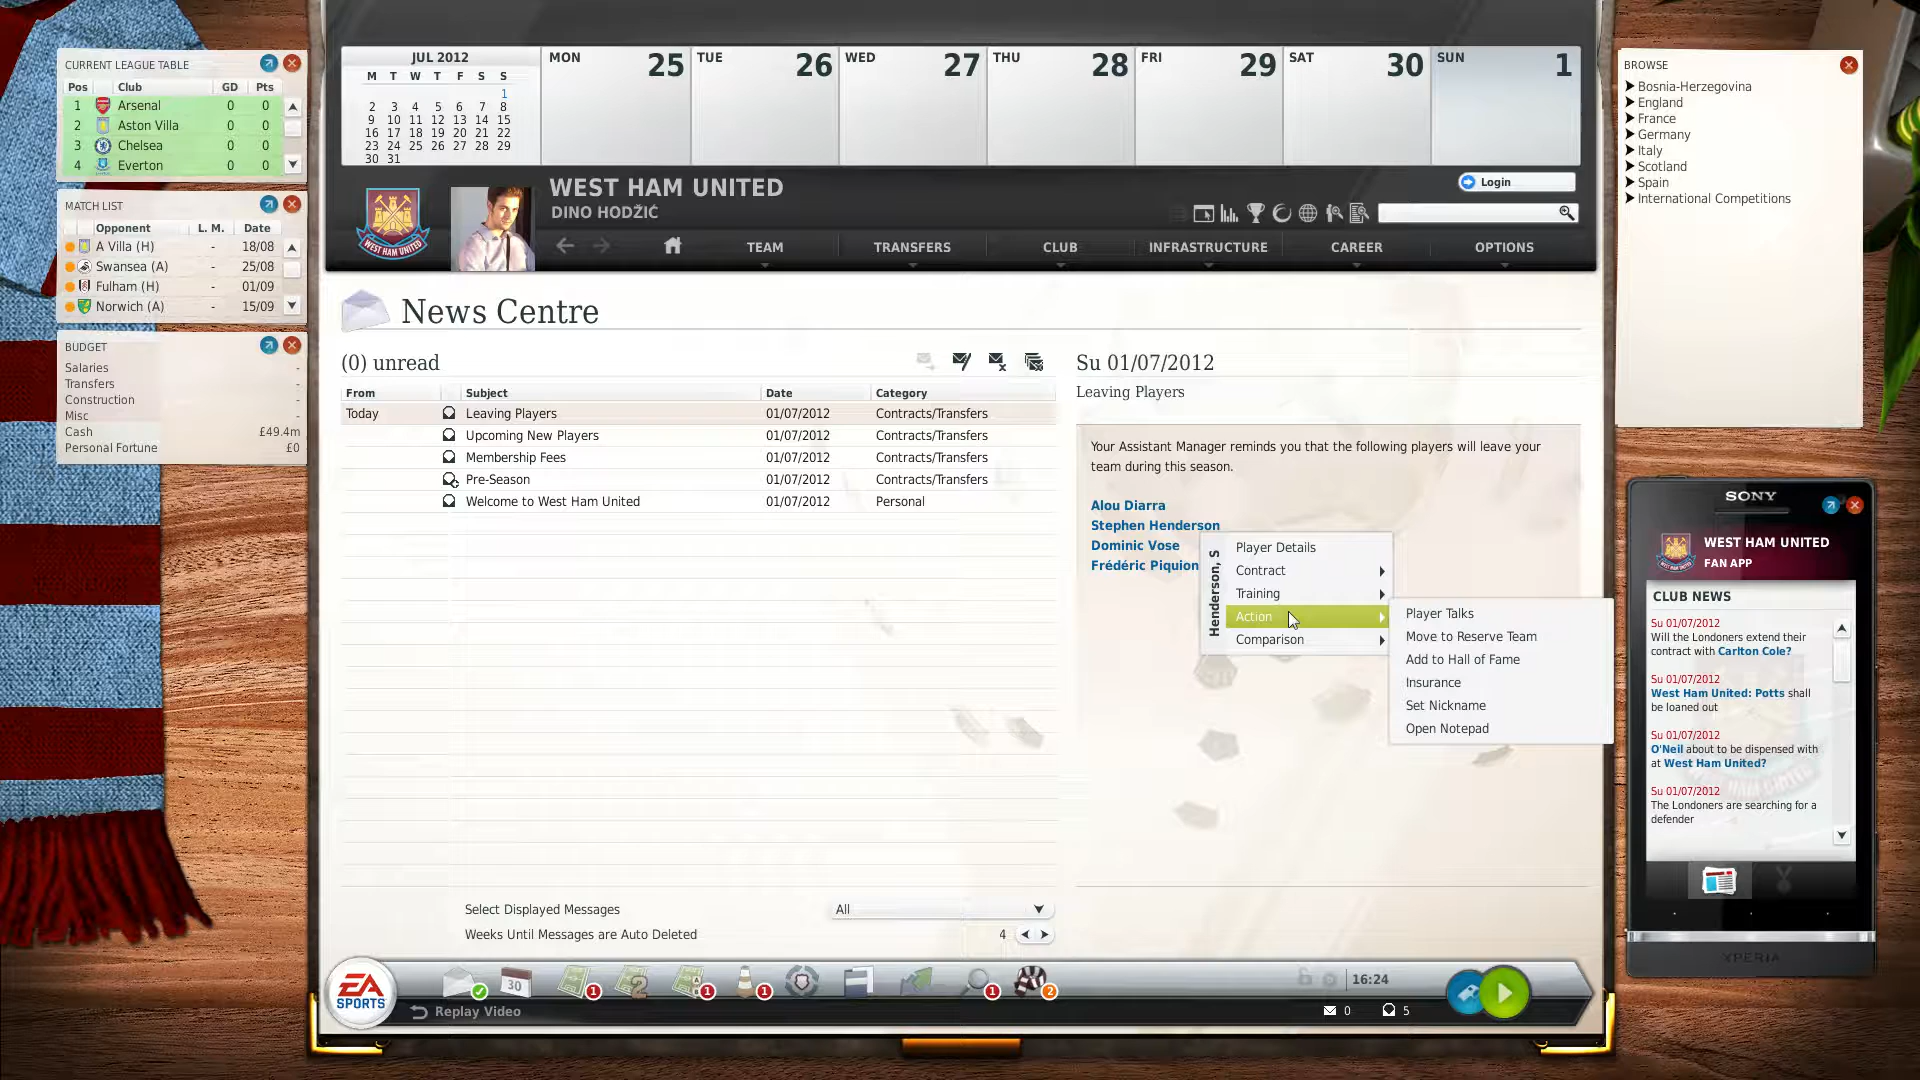 CURRENT LEAGUE TABLE
Pos Club GD Pts
1 Arsenal 0 0
2 Aston Villa 0 0
3 Chelsea 0 0
4 Everton 0 0
MATCH LIST
Opponent L. M. Date
A Villa (H) - 18/08
Swansea (A) - 25/08
Fulham (H) - 01/09
Norwich (A) - 15/09
BUDGET
Salaries -
Transfers -
Construction -
Misc -
Cash £49.4m
Personal Fortune £0
JUL 2012
M T W T F S S
1
2 3 4 5 6 7 8
9 10 11 12 13 14 15
16 17 18 19 20 21 22
23 24 25 26 27 28 29
30 31
MON 25 TUE 26 WED 27 THU 28 FRI 29 SAT 30 SUN 1
WEST HAM UNITED
DINO HODŽIĆ
Login
WEST HAM UNITED
TEAM TRANSFERS CLUB INFRASTRUCTURE CAREER OPTIONS
News Centre
(0) unread
From Subject Date Category
Today Leaving Players 01/07/2012 Contracts/Transfers
Upcoming New Players 01/07/2012 Contracts/Transfers
Membership Fees 01/07/2012 Contracts/Transfers
Pre-Season 01/07/2012 Contracts/Transfers
Welcome to West Ham United 01/07/2012 Personal
Select Displayed Messages All
Weeks Until Messages are Auto Deleted 4
Su 01/07/2012
Leaving Players
Your Assistant Manager reminds you that the following players will leave your
team during this season.
Alou Diarra
Stephen Henderson
Dominic Vose
Frédéric Piquion
Henderson, S
Player Details
Contract
Training
Action
Comparison
Player Talks
Move to Reserve Team
Add to Hall of Fame
Insurance
Set Nickname
Open Notepad
BROWSE
Bosnia-Herzegovina
England
France
Germany
Italy
Scotland
Spain
International Competitions
SONY
WEST HAM UNITED
FAN APP
CLUB NEWS
Su 01/07/2012
Will the Londoners extend their
contract with Carlton Cole?
Su 01/07/2012
West Ham United: Potts shall
be loaned out
Su 01/07/2012
O'Neil about to be dispensed with
at West Ham United?
Su 01/07/2012
The Londoners are searching for a
defender
XPERIA
EA
SPORTS
30 1 2 1 1 1 2
16:24
Replay Video
0 5